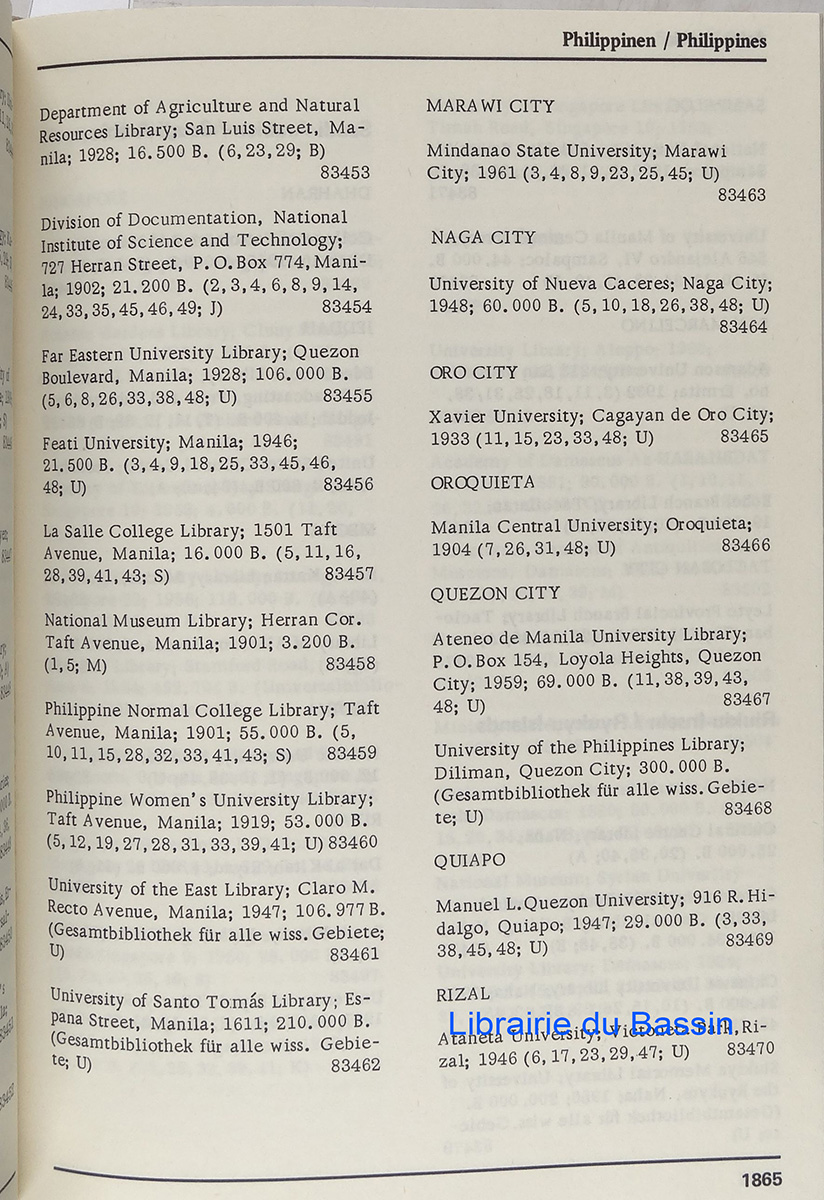 Philippinen / Philippines
Department of Agriculture and Natural
Resources Library; San Luis Street, Ma-
nila; 1928; 16.500 B. (6,23,29; B)
83453
Division of Documentation, National
Institute of Science and Technology;
727 Herran Street, P.O.Box 774, Mani-
la; 1902; 21.200 B. (2,3,4,6,8,9,14,
24,33,35,45,46,49; J) 83454
Far Eastern University Library; Quezon
Boulevard, Manila; 1928; 106.000 B.
(5,6,8,26,33,38,48; U) 83455
Feati University; Manila; 1946;
21.500 B. (3,4,9,18,25,33,45,46,
48; U) 83456
La Salle College Library; 1501 Taft
Avenue, Manila; 16.000 B. (5,11,16,
28,39,41,43; S) 83457
National Museum Library; Herran Cor.
Taft Avenue, Manila; 1901; 3.200 B.
(1,5; M) 83458
Philippine Normal College Library; Taft
Avenue, Manila; 1901; 55.000 B. (5,
10,11,15,28,32,33,41,43; S) 83459
Philippine Women's University Library;
Taft Avenue, Manila; 1919; 53.000 B.
(5,12,19,27,28,31,33,39,41; U) 83460
University of the East Library; Claro M.
Recto Avenue, Manila; 1947; 106.977 B.
(Gesamtbibliothek für alle wiss. Gebiete;
U) 83461
University of Santo Tomás Library; Es-
pana Street, Manila; 1611; 210.000 B.
(Gesamtbibliothek für alle wiss. Gebie-
te; U) 83462
MARAWI CITY
Mindanao State University; Marawi
City; 1961 (3,4,8,9,23,25,45; U)
83463
NAGA CITY
University of Nueva Caceres; Naga City;
1948; 60.000 B. (5,10,18,26,38,48; U)
83464
ORO CITY
Xavier University; Cagayan de Oro City;
1933 (11,15,23,33,48; U) 83465
OROQUIETA
Manila Central University; Oroquieta;
1904 (7,26,31,48; U) 83466
QUEZON CITY
Ateneo de Manila University Library;
P.O.Box 154, Loyola Heights, Quezon
City; 1959; 69.000 B. (11,38,39,43,
48; U) 83467
University of the Philippines Library;
Diliman, Quezon City; 300.000 B.
(Gesamtbibliothek für alle wiss. Gebie-
te; U) 83468
QUIAPO
Manuel L.Quezon University; 916 R.Hi-
dalgo, Quiapo; 1947; 29.000 B. (3,33,
38,45,48; U) 83469
RIZAL
Librairie du Bassin
University; Park, Ri-
zal; 1946 (6,17,23,29,47; U) 83470
1865